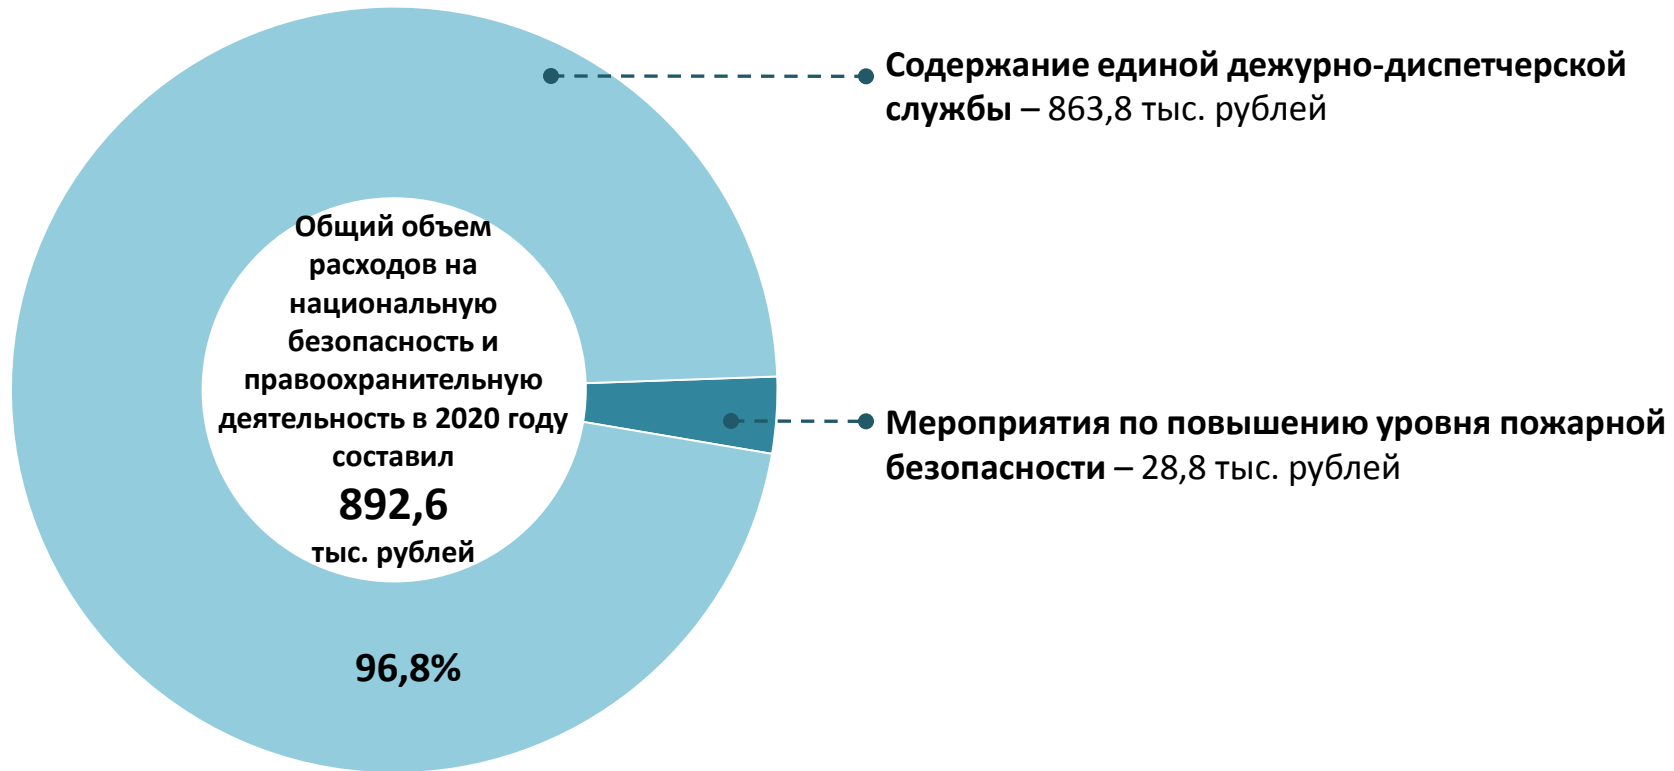 Содержание единой дежурно-диспетчерской
службы – 863,8 тыс. рублей
Общий объем
расходов на
национальную
безопасность и
правоохранительную
деятельность в 2020 году
составил
892,6
тыс. рублей
Мероприятия по повышению уровня пожарной
безопасности – 28,8 тыс. рублей
96,8%